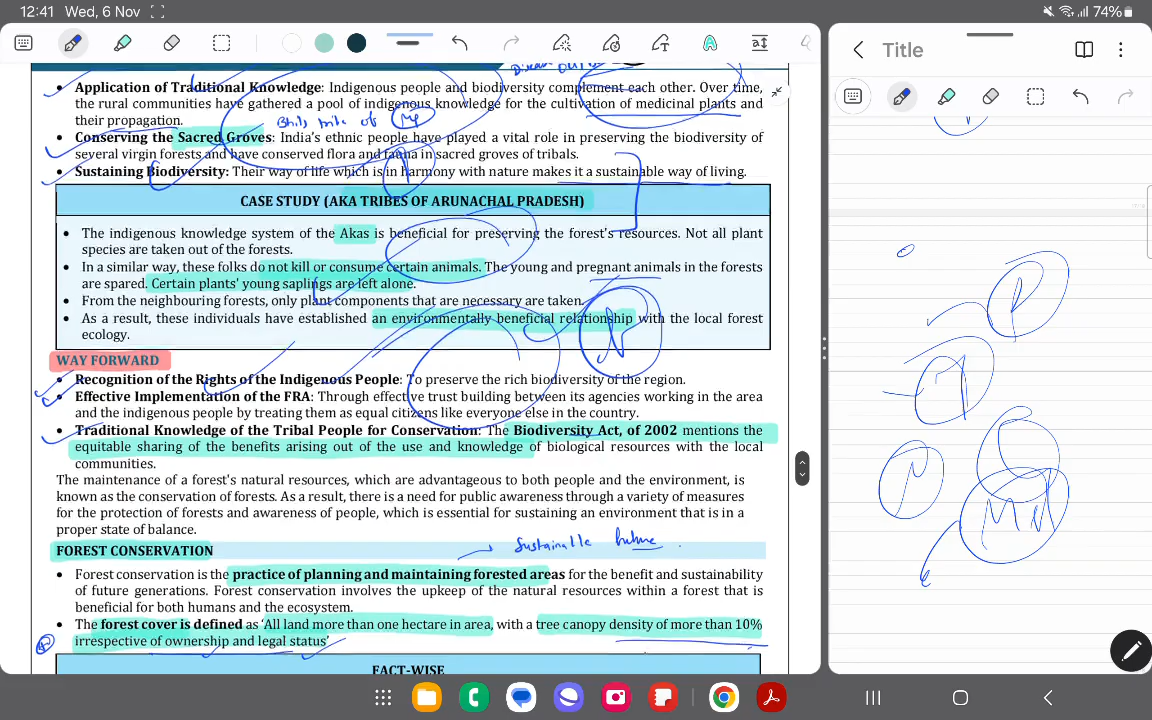 12:41 Wed, 6 Nov
74%
Title
Application of Traditional Knowledge: Indigenous people and biodiversity complement each other. Over time,
the rural communities have gathered a pool of indigenous knowledge for the cultivation of medicinal plants and
their propagation.
Bhils tribe of MP
Conserving the Sacred Groves: India's ethnic people have played a vital role in preserving the biodiversity of
several virgin forests and have conserved flora and fauna in sacred groves of tribals.
Sustaining Biodiversity: Their way of life which is in harmony with nature makes it a sustainable way of living.
CASE STUDY (AKA TRIBES OF ARUNACHAL PRADESH)
The indigenous knowledge system of the Akas is beneficial for preserving the forest's resources. Not all plant
species are taken out of the forests.
In a similar way, these folks do not kill or consume certain animals. The young and pregnant animals in the forests
are spared. Certain plants' young saplings are left alone.
From the neighbouring forests, only plant components that are necessary are taken.
As a result, these individuals have established an environmentally beneficial relationship with the local forest
ecology.
WAY FORWARD
Recognition of the Rights of the Indigenous People: To preserve the rich biodiversity of the region.
Effective Implementation of the FRA: Through effective trust building between its agencies working in the area
and the indigenous people by treating them as equal citizens like everyone else in the country.
Traditional Knowledge of the Tribal People for Conservation: The Biodiversity Act, of 2002 mentions the
equitable sharing of the benefits arising out of the use and knowledge of biological resources with the local
communities.
The maintenance of a forest's natural resources, which are advantageous to both people and the environment, is
known as the conservation of forests. As a result, there is a need for public awareness through a variety of measures
for the protection of forests and awareness of people, which is essential for sustaining an environment that is in a
proper state of balance.
FOREST CONSERVATION
Sustainable future
Forest conservation is the practice of planning and maintaining forested areas for the benefit and sustainability
of future generations. Forest conservation involves the upkeep of the natural resources within a forest that is
beneficial for both humans and the ecosystem.
The forest cover is defined as 'All land more than one hectare in area, with a tree canopy density of more than 10%
irrespective of ownership and legal status'
FACT-WISE